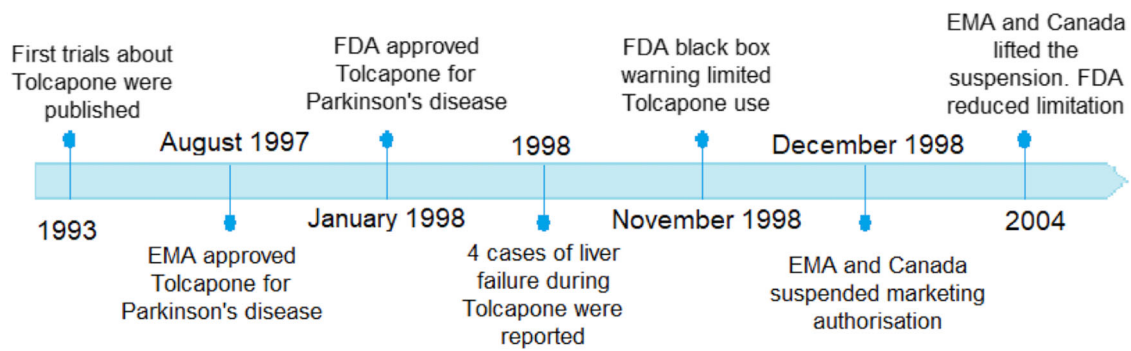 First trials about
Tolcapone were
published
1993
August 1997
EMA approved
Tolcapone for
Parkinson's disease
FDA approved
Tolcapone for
Parkinson's disease
January 1998
1998
4 cases of liver
failure during
Tolcapone were
reported
FDA black box
warning limited
Tolcapone use
November 1998
December 1998
EMA and Canada
suspended marketing
authorisation
EMA and Canada
lifted the
suspension. FDA
reduced limitation
2004